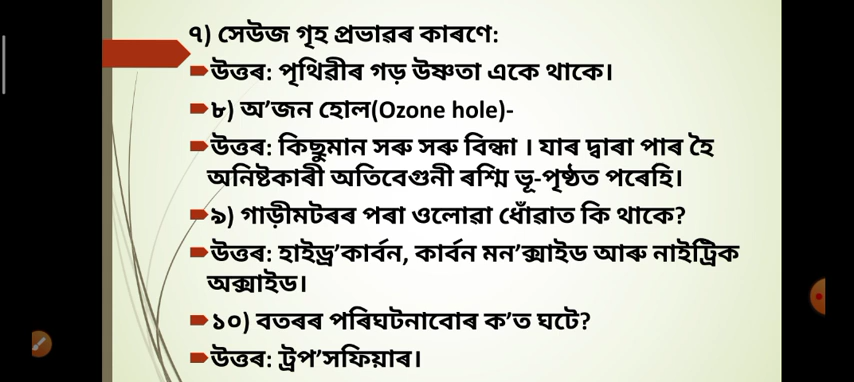 ৭) সেউজ গৃহ প্ৰভাৱৰ কাৰণে:
উত্তৰ: পৃথিৱীৰ গড় উষ্ণতা একে থাকে।
৮) অ’জন হোল(Ozone hole)-
উত্তৰ: কিছুমান সৰু সৰু বিন্ধা । যাৰ দ্বাৰা পাৰ হৈ
অনিষ্টকাৰী অতিবেগুনী ৰশ্মি ভূ-পৃষ্ঠত পৰেহি।
৯) গাড়ীমটৰৰ পৰা ওলোৱা ধোঁৱাত কি থাকে?
উত্তৰ: হাইড্ৰ’কাৰ্বন, কাৰ্বন মন’ক্সাইড আৰু নাইট্ৰিক
অক্সাইড।
১০) বতৰৰ পৰিঘটনাবোৰ ক’ত ঘটে?
উত্তৰ: ট্ৰপ’সফিয়াৰ।